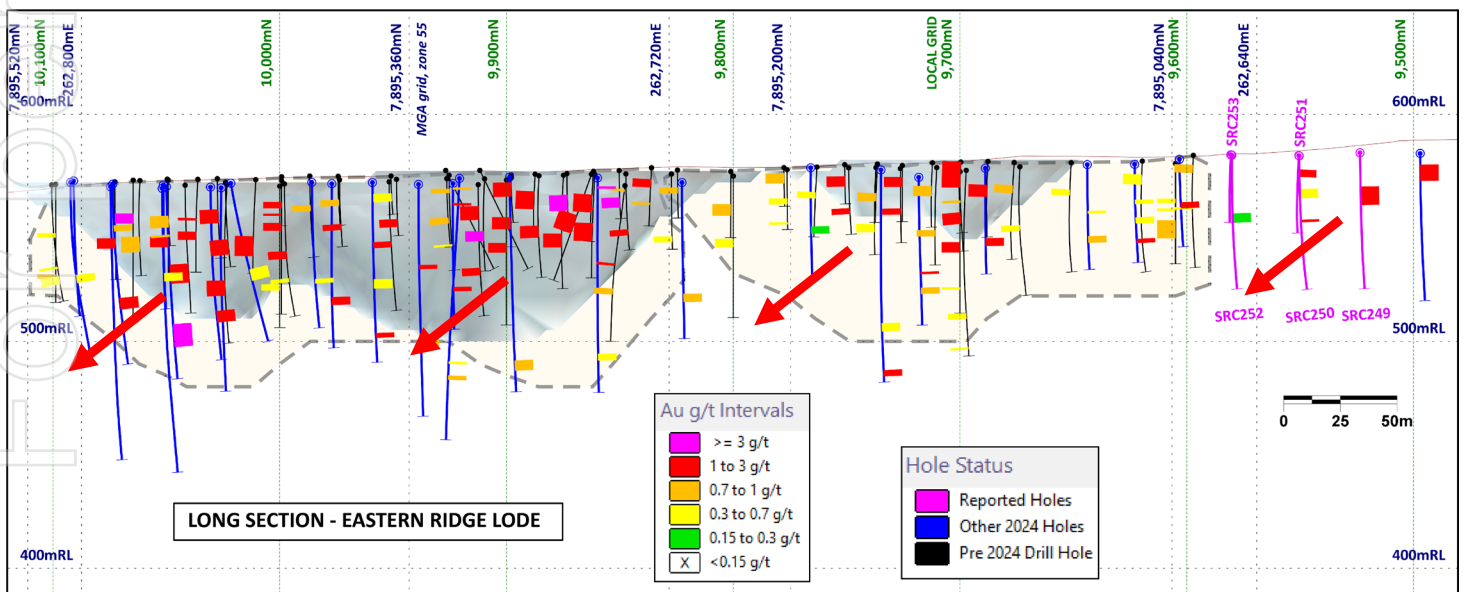 7,895,520mN
10,100mN
262,800mE
10,000mN
7,895,360mN
MGA grid, zone 55
9,900mN
262,720mE
9,800mN
7,895,200mN
LOCAL GRID
9,700mN
7,895,040mN
9,600mN
262,640mE
9,500mN
600mRL
600mRL
SRC253
SRC251
500mRL
500mRL
SRC252
SRC250
SRC249
0 25 50m
400mRL
400mRL
LONG SECTION - EASTERN RIDGE LODE
Au g/t Intervals
>= 3 g/t
1 to 3 g/t
0.7 to 1 g/t
0.3 to 0.7 g/t
0.15 to 0.3 g/t
X <0.15 g/t
Hole Status
Reported Holes
Other 2024 Holes
Pre 2024 Drill Hole